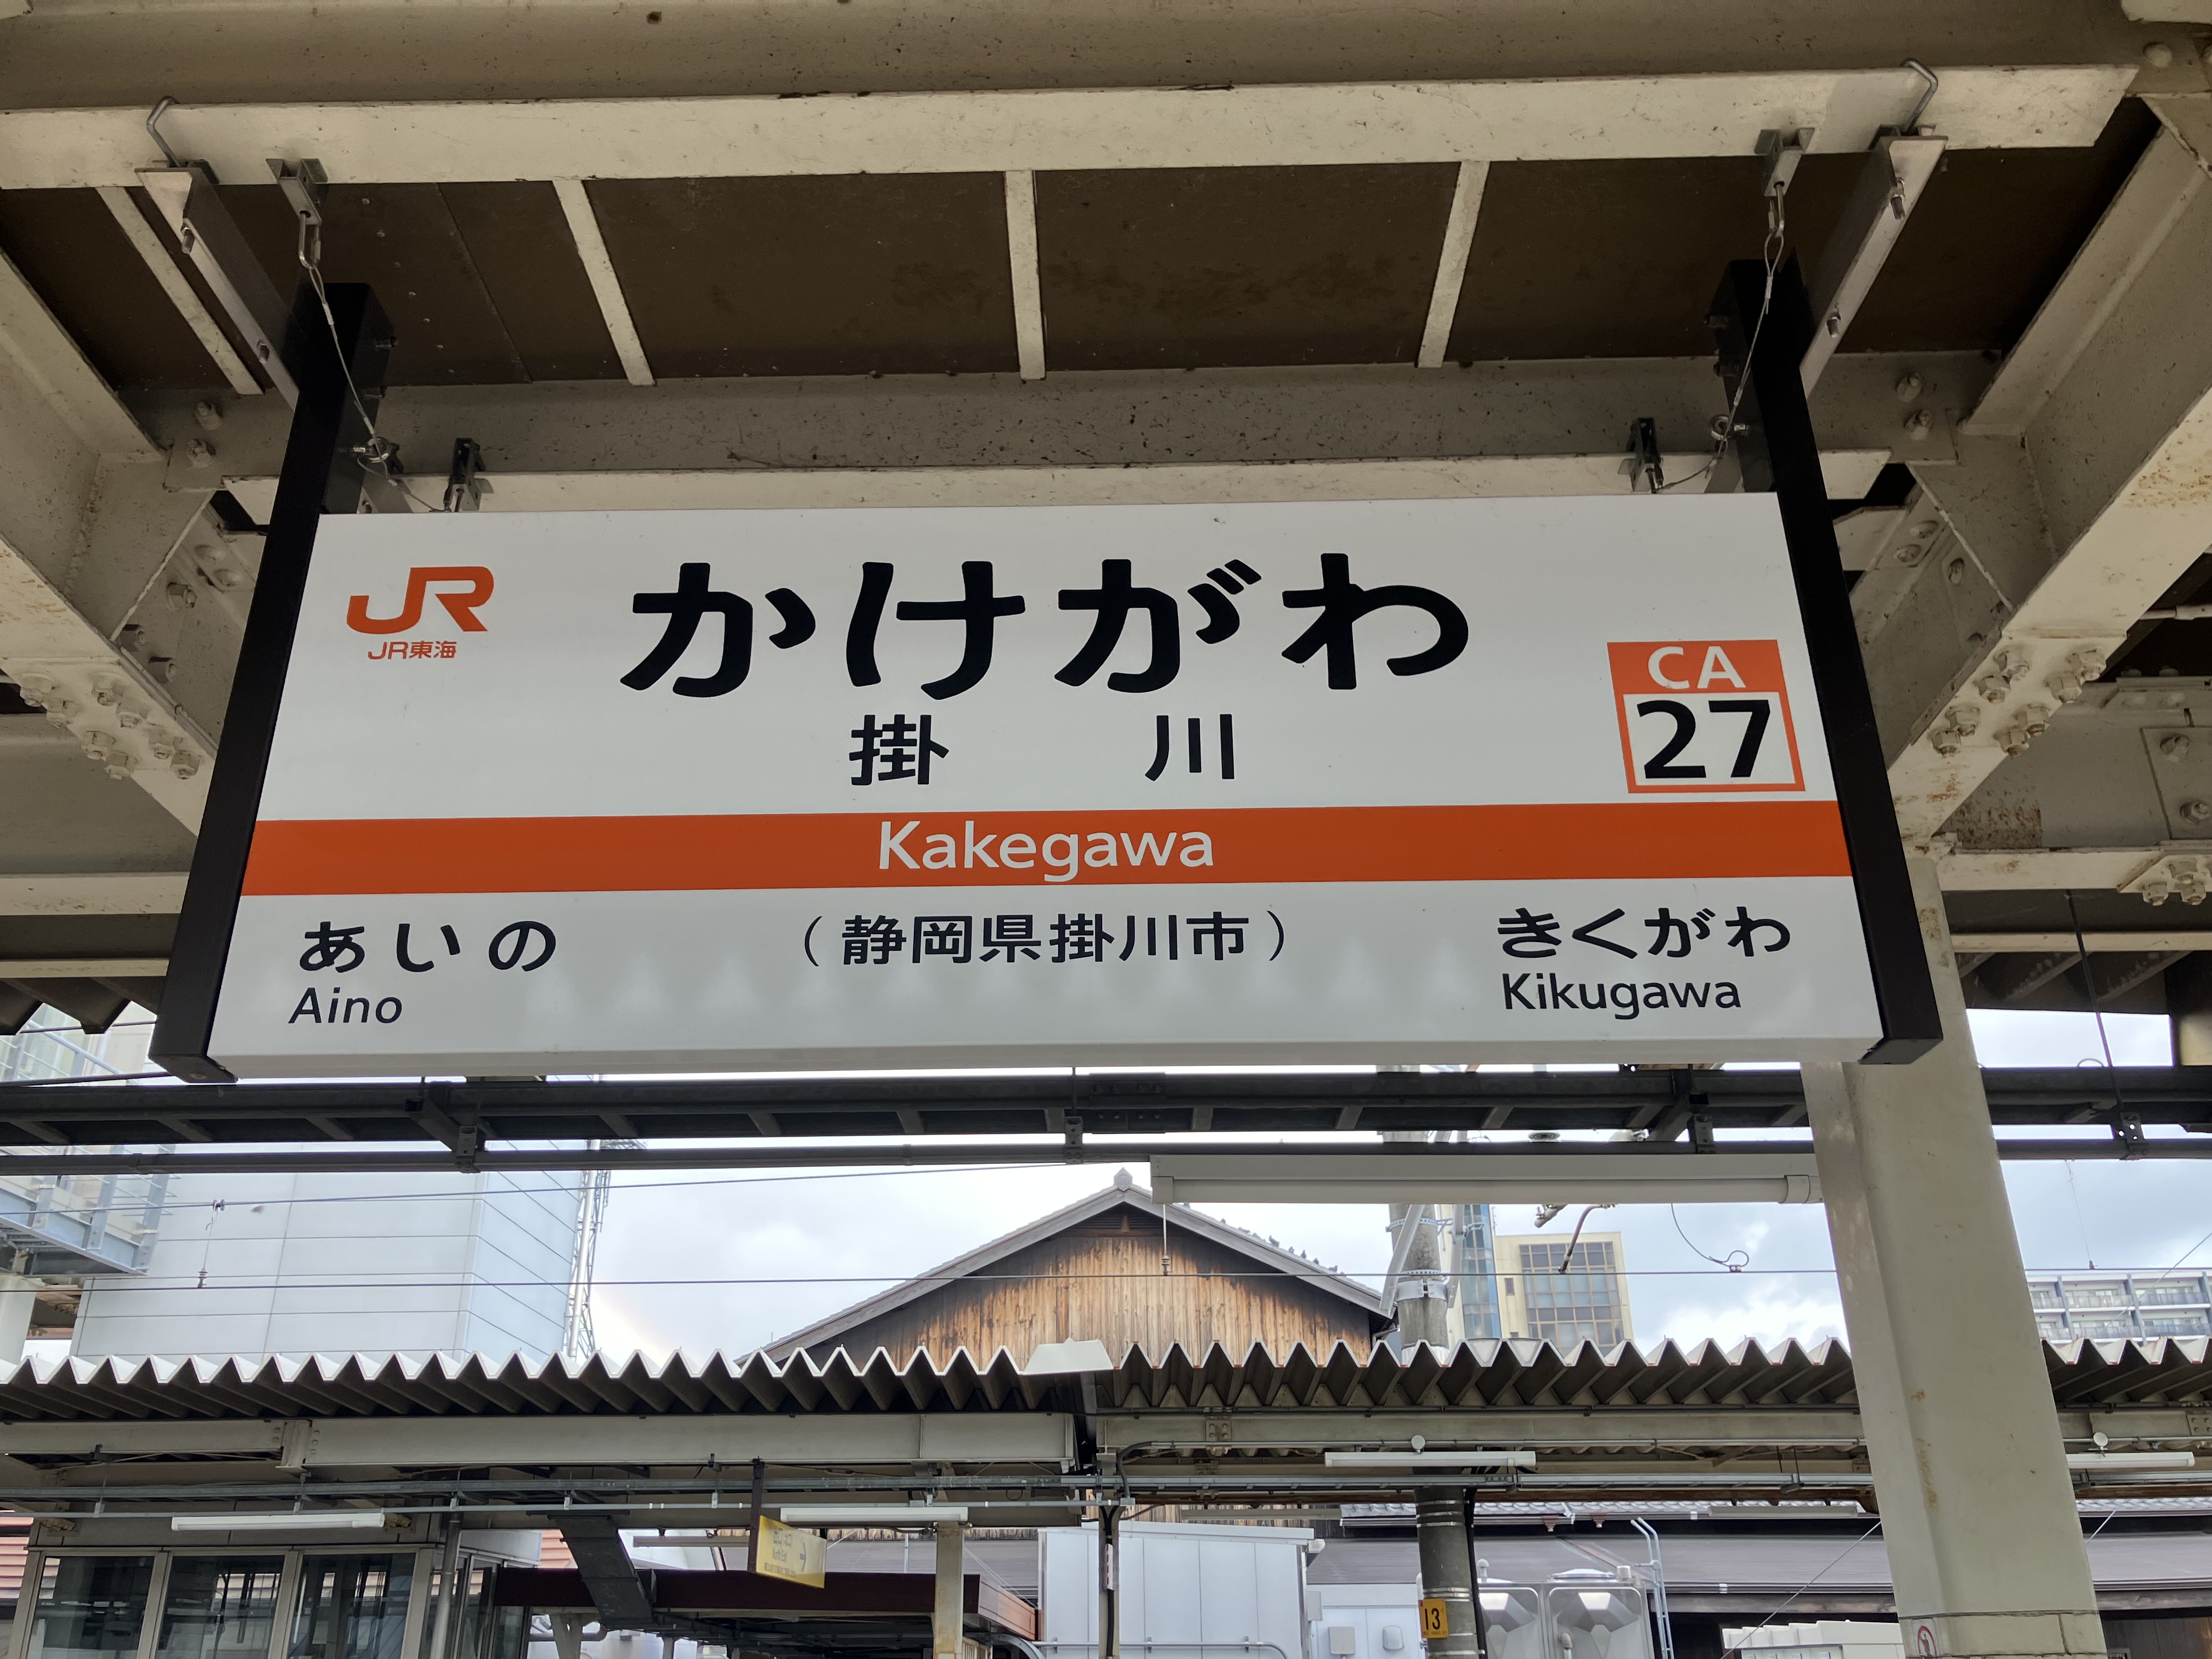 JR
JR東海
かけがわ
掛川
CA
27
Kakegawa
あいの
Aino
（静岡県掛川市）
きくがわ
Kikugawa
13